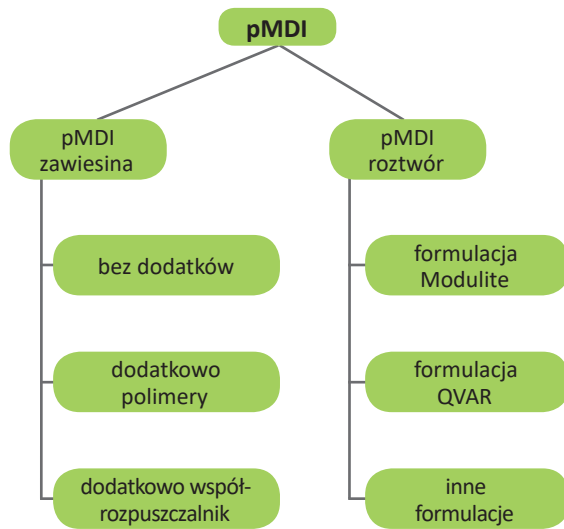 pMDI
pMDI
zawiesina
bez dodatków
dodatkowo
polimery
dodatkowo współ-
rozpuszczalnik
pMDI
roztwór
formulacja
Modulite
formulacja
QVAR
inne
formulacje